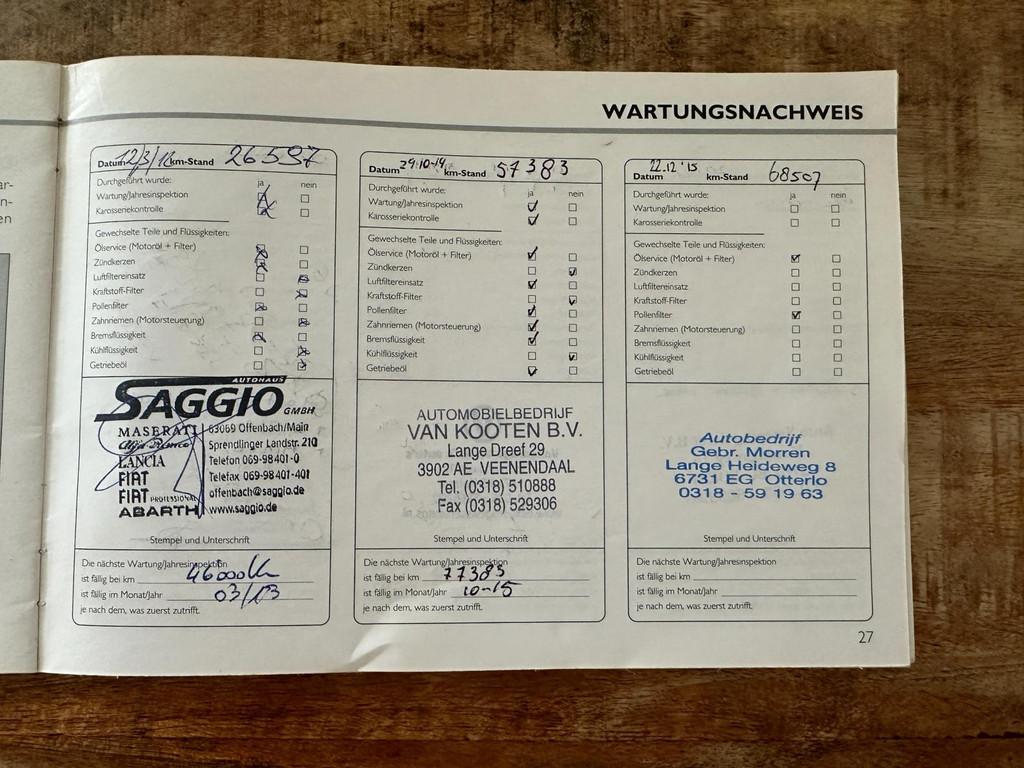 ar-
n-
en
WARTUNGSNACHWEIS
Datum 12/3/12 km-Stand 26597
Durchgeführt wurde: ja nein
Wartung/Jahresinspektion
Karosseriekontrolle
Gewechselte Teile und Flüssigkeiten:
Ölservice (Motoröl + Filter)
Zündkerzen
Luftfiltereinsatz
Kraftstoff-Filter
Pollenfilter
Zahnriemen (Motorsteuerung)
Bremsflüssigkeit
Kühlflüssigkeit
Getriebeöl
AUTOHAUS
SAGGIO GMBH
MASERATI
Alfa Romeo
LANCIA
FIAT
FIAT PROFESSIONAL
ABARTH
63069 Offenbach/Main
Sprendlinger Landstr. 210
Telefon 069-98401-0
Telefax 069-98401-401
offenbach@saggio.de
www.saggio.de
Stempel und Unterschrift
Die nächste Wartung/Jahresinspektion
ist fällig bei km 46000
ist fällig im Monat/Jahr 03/13
je nach dem, was zuerst zutrifft.
Datum 29-10-14 km-Stand 57383
Durchgeführt wurde: ja nein
Wartung/Jahresinspektion
Karosseriekontrolle
Gewechselte Teile und Flüssigkeiten:
Ölservice (Motoröl + Filter)
Zündkerzen
Luftfiltereinsatz
Kraftstoff-Filter
Pollenfilter
Zahnriemen (Motorsteuerung)
Bremsflüssigkeit
Kühlflüssigkeit
Getriebeöl
AUTOMOBIELBEDRIJF
VAN KOOTEN B.V.
Lange Dreef 29
3902 AE VEENENDAAL
Tel. (0318) 510888
Fax (0318) 529306
Stempel und Unterschrift
Die nächste Wartung/Jahresinspektion
ist fällig bei km 77383
ist fällig im Monat/Jahr 10-15
je nach dem, was zuerst zutrifft.
Datum 22.12 '15 km-Stand 68507
Durchgeführt wurde: ja nein
Wartung/Jahresinspektion
Karosseriekontrolle
Gewechselte Teile und Flüssigkeiten:
Ölservice (Motoröl + Filter)
Zündkerzen
Luftfiltereinsatz
Kraftstoff-Filter
Pollenfilter
Zahnriemen (Motorsteuerung)
Bremsflüssigkeit
Kühlflüssigkeit
Getriebeöl
Autobedrijf
Gebr. Morren
Lange Heideweg 8
6731 EG Otterlo
0318 - 59 19 63
Stempel und Unterschrift
Die nächste Wartung/Jahresinspektion
ist fällig bei km
ist fällig im Monat/Jahr
je nach dem, was zuerst zutrifft.
27